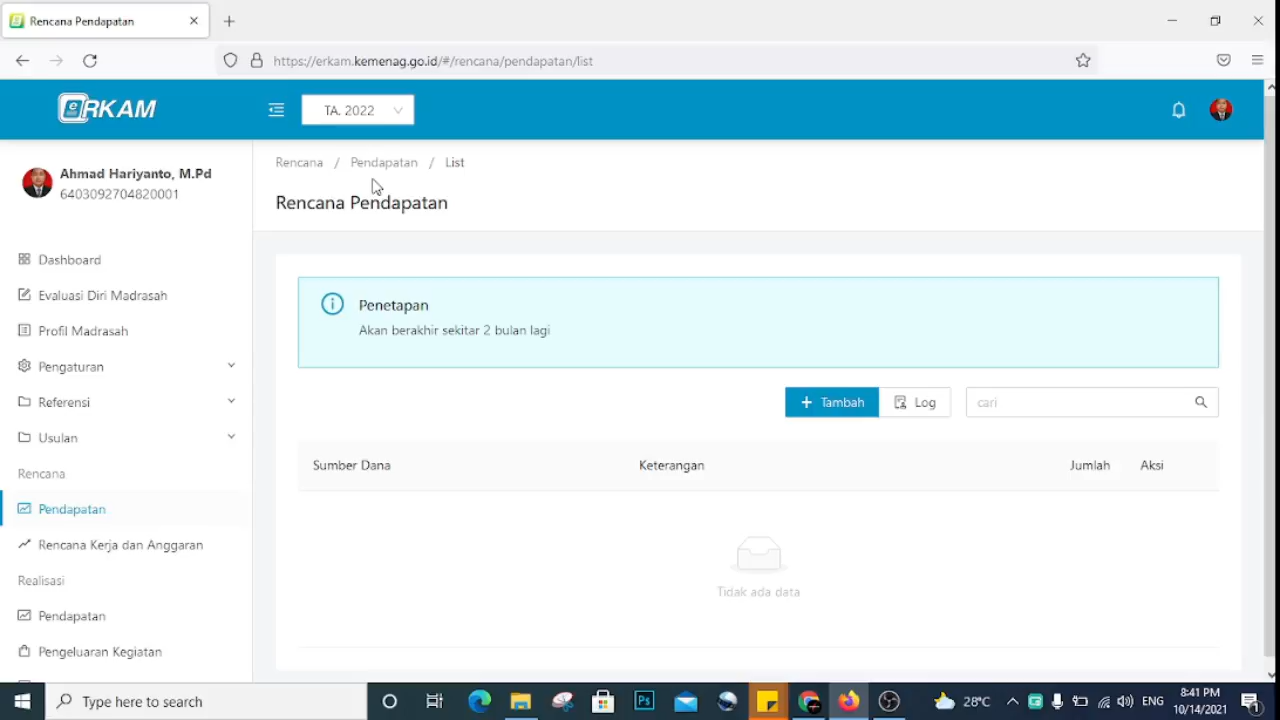 Rencana Pendapatan
https://erkam.kemenag.go.id/#/rencana/pendapatan/list
eRKAM
TA. 2022
Ahmad Hariyanto, M.Pd
6403092704820001
Dashboard
Evaluasi Diri Madrasah
Profil Madrasah
Pengaturan
Referensi
Usulan
Rencana
Pendapatan
Rencana Kerja dan Anggaran
Realisasi
Pendapatan
Pengeluaran Kegiatan
Rencana / Pendapatan / List
Rencana Pendapatan
Penetapan
Akan berakhir sekitar 2 bulan lagi
+ Tambah
Log
cari
Sumber Dana Keterangan Jumlah Aksi
Tidak ada data
Type here to search
Ps
28°C
ENG
8:41 PM
10/14/2021
1